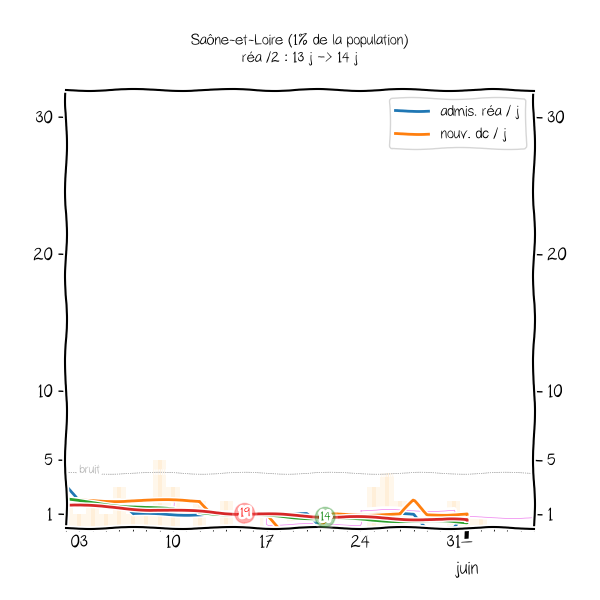 Saône-et-Loire (1% de la population)
réa /2 : 13 j -> 14 j
admis. réa / j
nouv. dc / j
30
30
20
20
10
10
5
5
bruit
1
1
19
14
03
10
17
24
31
juin